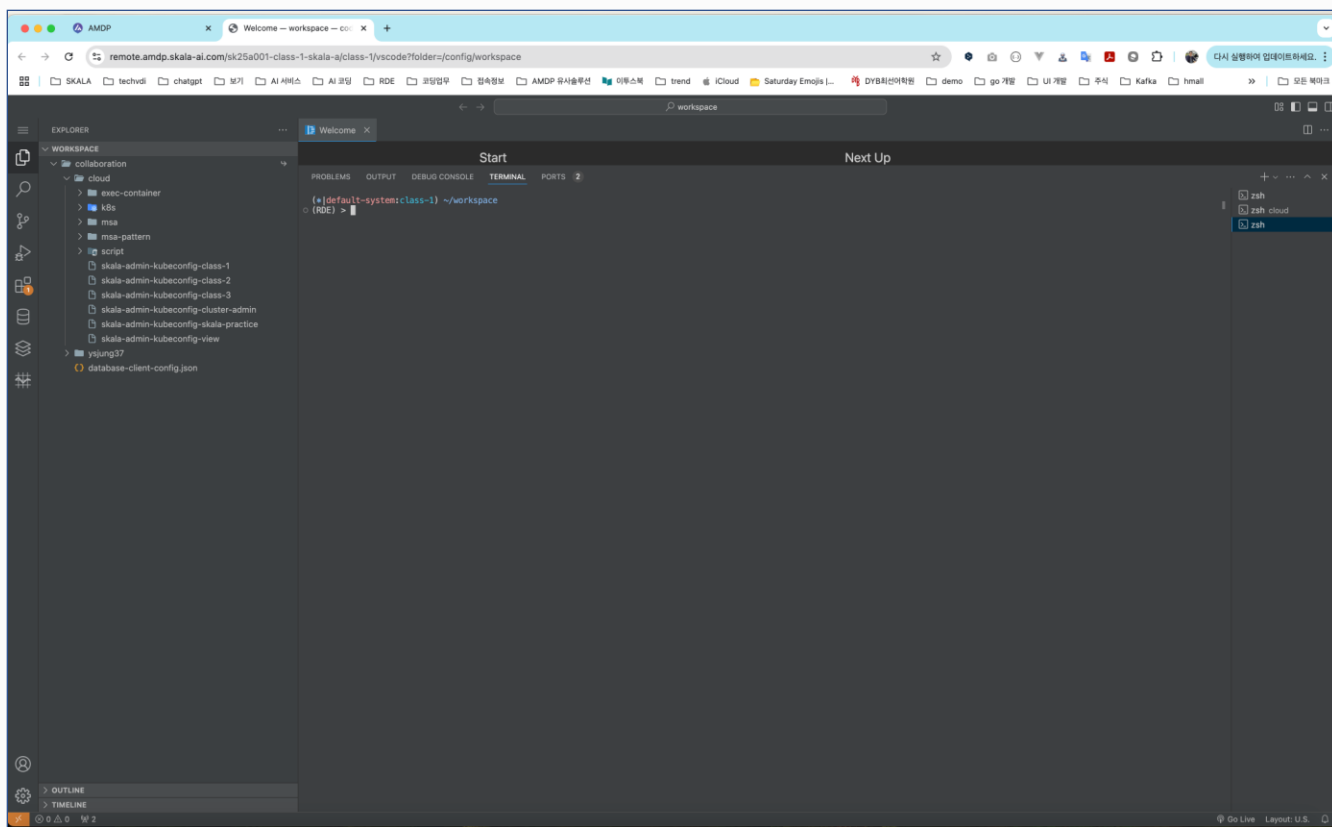 AMDP
Welcome — workspace — co
remote.amdp.skala-ai.com/sk25a001-class-1-skala-a/class-1/vscode?folder=/config/workspace
다시 실행하여 업데이트하세요.
SKALA techvdi chatgpt 보기 AI 서비스 AI 코딩 RDE 코딩업무 접속정보 AMDP 유사솔루션 이투스북 trend iCloud Saturday Emojis |... DYB최선어학원 demo go 개발 UI 개발 주식 Kafka hmall » 모든 북마크
workspace
EXPLORER
Welcome
WORKSPACE
collaboration
cloud
exec-container
k8s
msa
msa-pattern
script
skala-admin-kubeconfig-class-1
skala-admin-kubeconfig-class-2
skala-admin-kubeconfig-class-3
skala-admin-kubeconfig-cluster-admin
skala-admin-kubeconfig-skala-practice
skala-admin-kubeconfig-view
ysjung37
database-client-config.json
Start Next Up
PROBLEMS OUTPUT DEBUG CONSOLE TERMINAL PORTS 2
(*|default-system:class-1) ~/workspace
(RDE) >
zsh
zsh cloud
zsh
1
OUTLINE
TIMELINE
0 0 2
Go Live Layout: U.S.